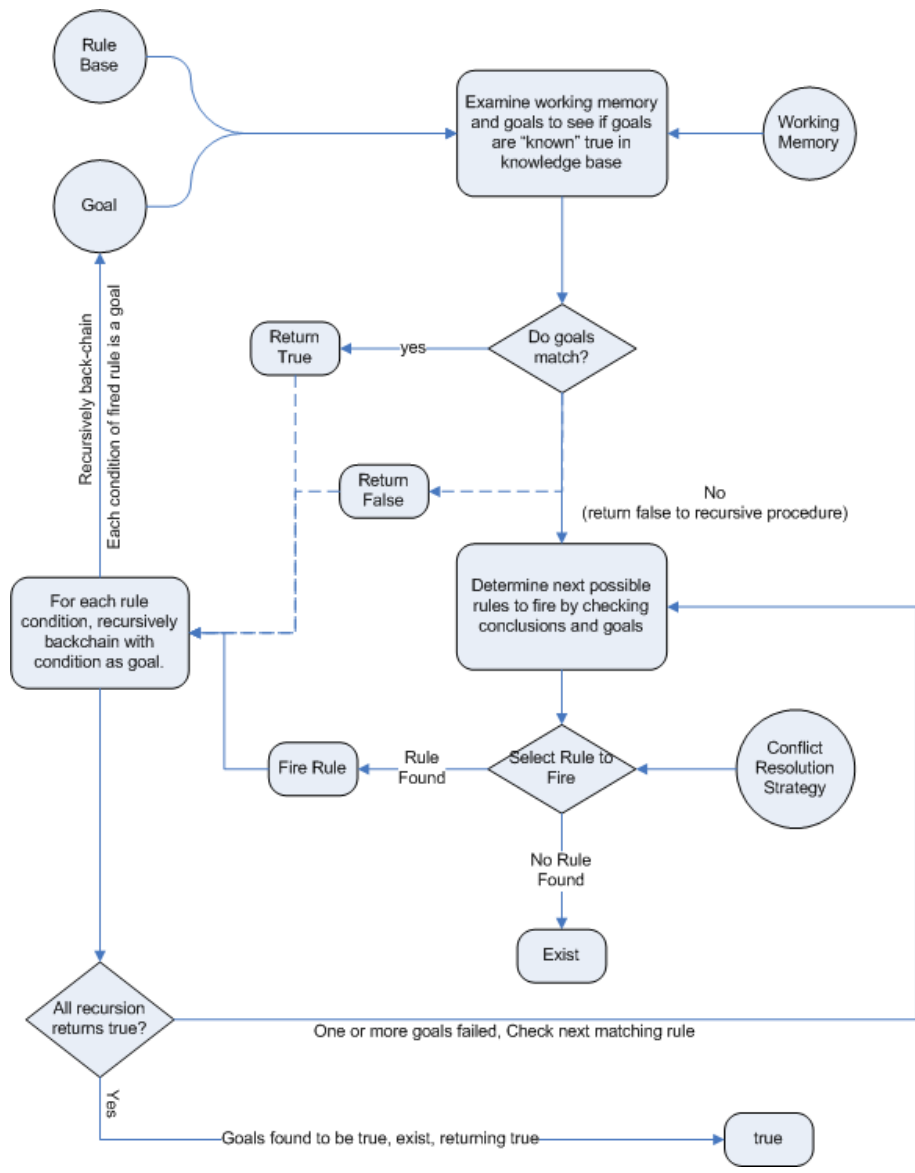 Rule
Base
Examine working memory
and goals to see if goals
are “known” true in
knowledge base
Working
Memory
Goal
Recursively back-chain
Each condition of fired rule is a goal
Return
True
yes
Do goals
match?
Return
False
No
(return false to recursive procedure)
For each rule
condition, recursively
backchain with
condition as goal.
Determine next possible
rules to fire by checking
conclusions and goals
Fire Rule
Rule
Found
Select Rule to
Fire
Conflict
Resolution
Strategy
No Rule
Found
Exist
All recursion
returns true?
One or more goals failed, Check next matching rule
Yes
Goals found to be true, exist, returning true
true